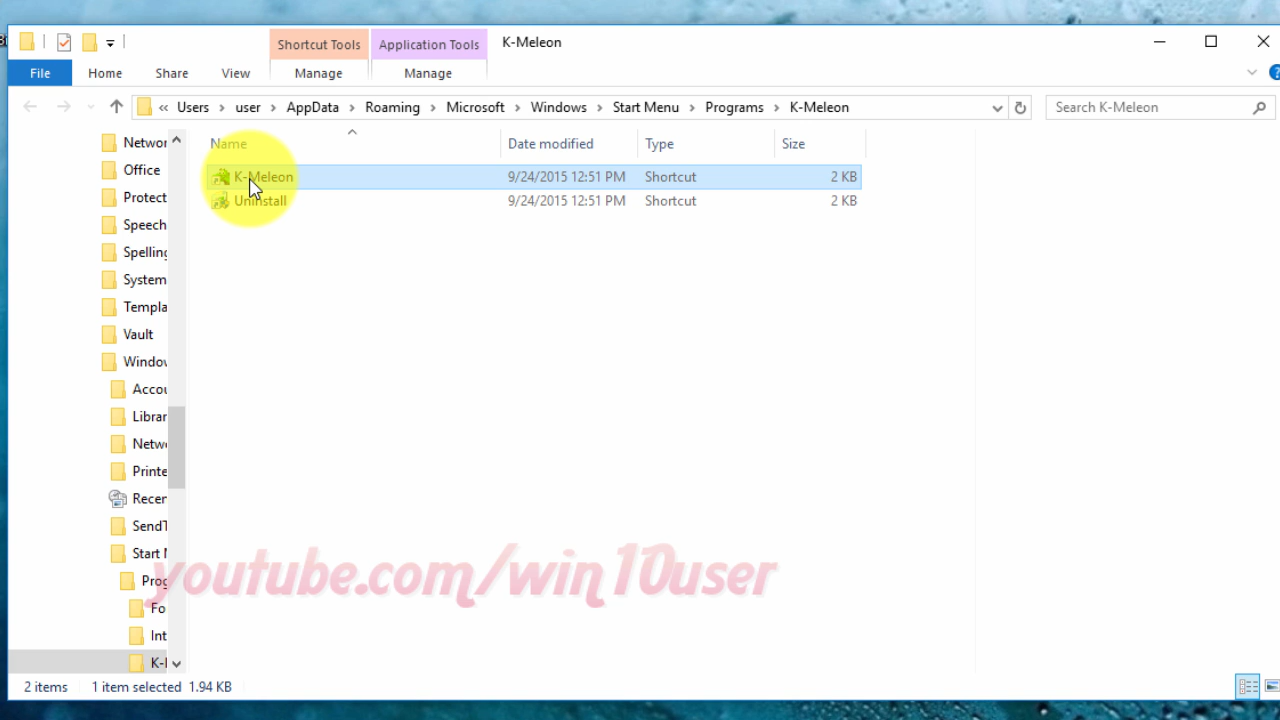 Shortcut Tools Application Tools K-Meleon
File Home Share View Manage Manage
« Users › user › AppData › Roaming › Microsoft › Windows › Start Menu › Programs › K-Meleon Search K-Meleon
Name Date modified Type Size
K-Meleon 9/24/2015 12:51 PM Shortcut 2 KB
Uninstall 9/24/2015 12:51 PM Shortcut 2 KB
Networ
Office
Protect
Speech
Spelling
System
Templa
Vault
Windov
Accou
Librar
Netw
Printe
Recer
SendT
Start M
Prog
Fo
Int
K-I
youtube.com/win10user
2 items 1 item selected 1.94 KB